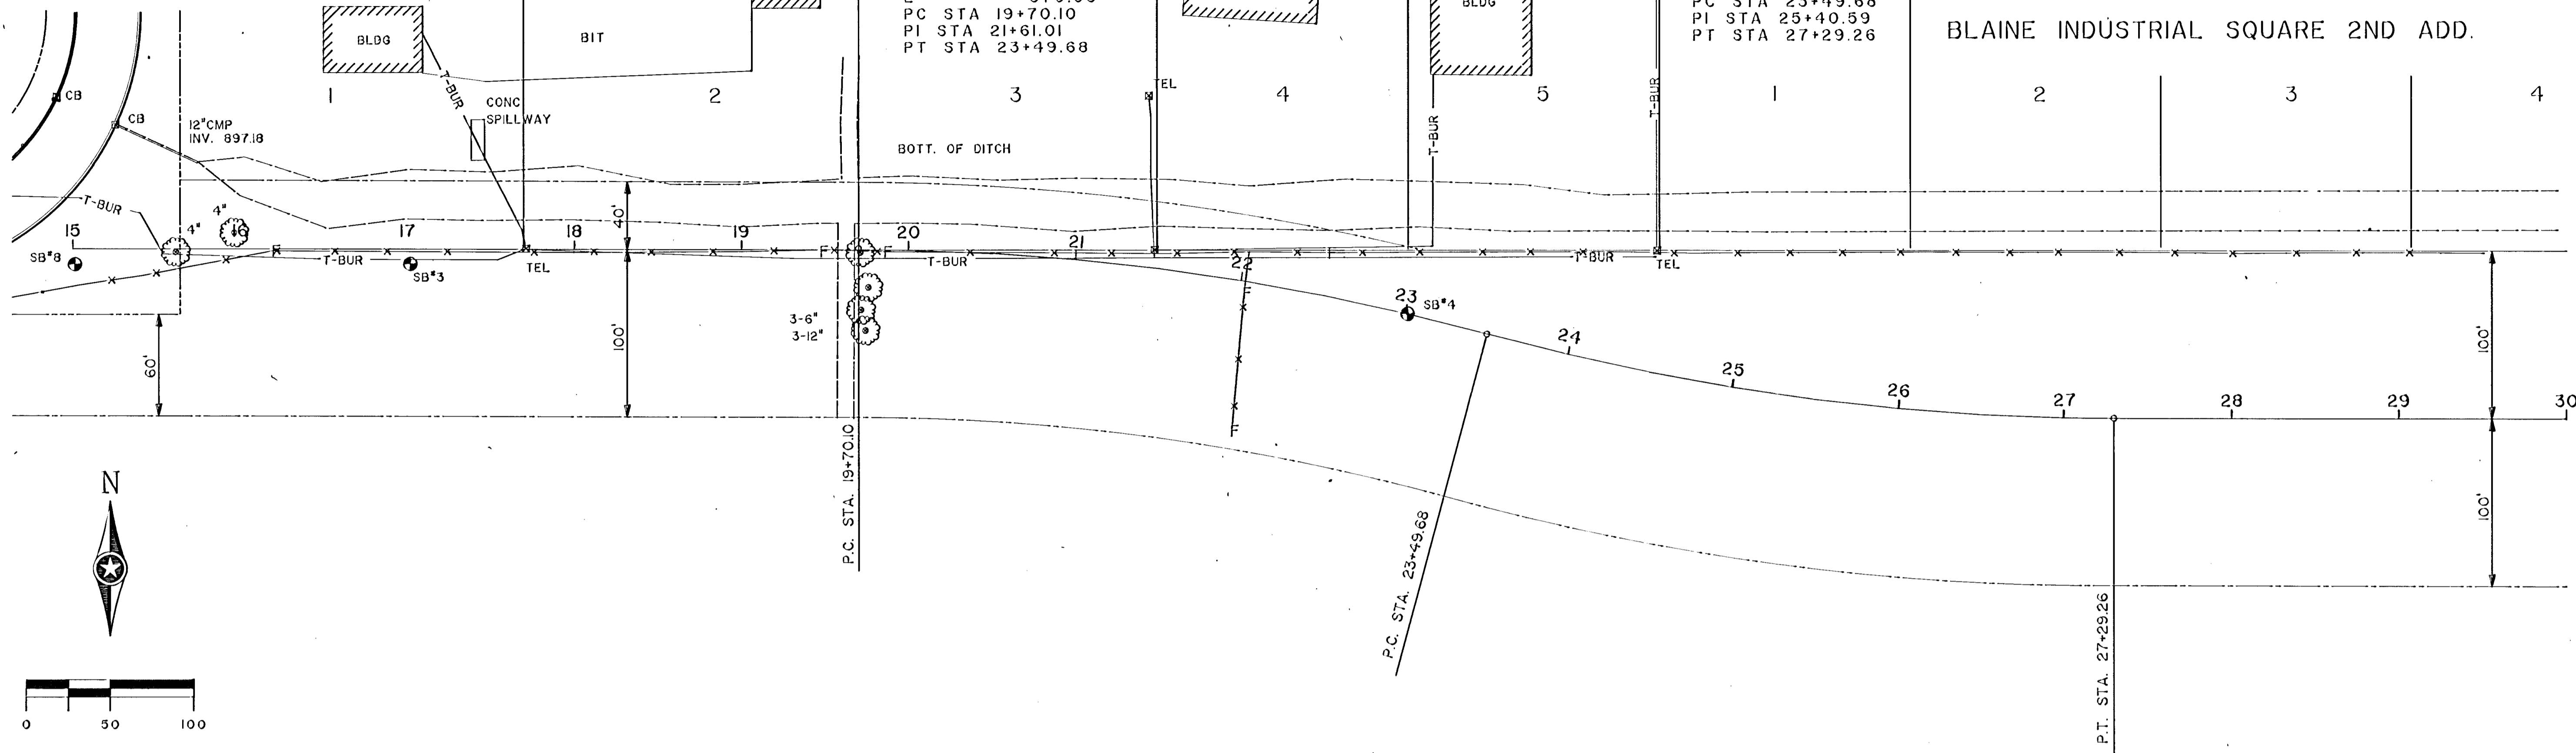 PC STA 19+70.10
PI STA 21+61.01
PT STA 23+49.68
PC STA 23+49.68
PI STA 25+40.59
PT STA 27+29.26
BLAINE INDUSTRIAL SQUARE 2ND ADD.
BLDG
BIT
BLDG
1
2
3
4
5
1
2
3
4
CB
CB
12"CMP
INV. 897.18
T-BUR
CONC
SPILLWAY
TEL
T-BUR
T-BUR
BOTT. OF DITCH
T-BUR
4"
4"
40'
15
16
17
18
19
20
21
22
23
24
25
26
27
28
29
30
SB#8
T-BUR
SB#3
TEL
F
F
F
T-BUR
T-BUR
TEL
F
F
SB#4
3-6"
3-12"
60'
100'
100'
100'
P.C. STA. 19+70.10
P.C. STA. 23+49.68
P.T. STA. 27+29.26
N
0 50 100